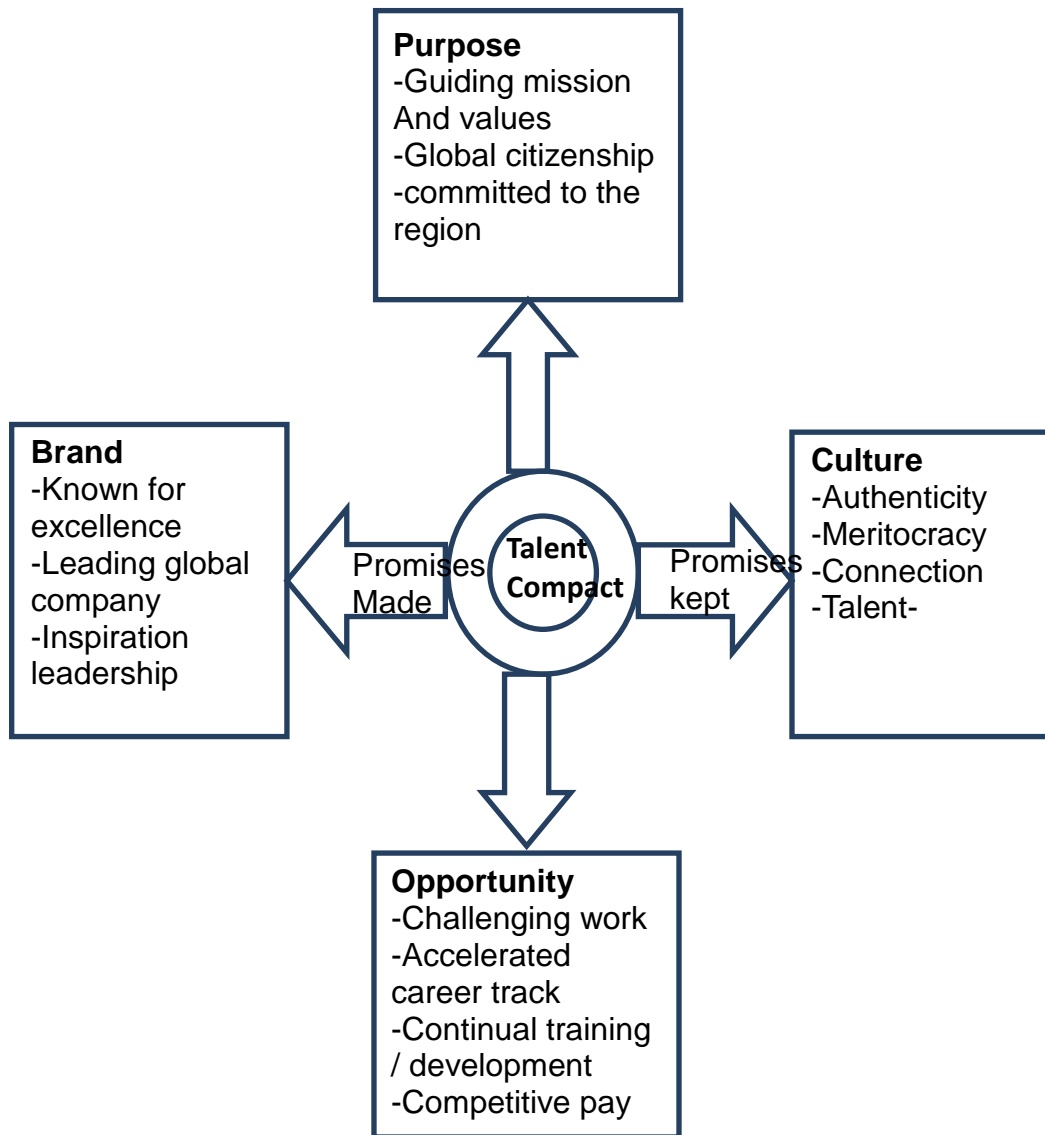 Purpose
-Guiding mission
And values
-Global citizenship
-committed to the
region
Brand
-Known for
excellence
-Leading global
company
-Inspiration
leadership
Promises
Made
Talent
Compact
Promises
kept
Culture
-Authenticity
-Meritocracy
-Connection
-Talent-
Opportunity
-Challenging work
-Accelerated
career track
-Continual training
/ development
-Competitive pay